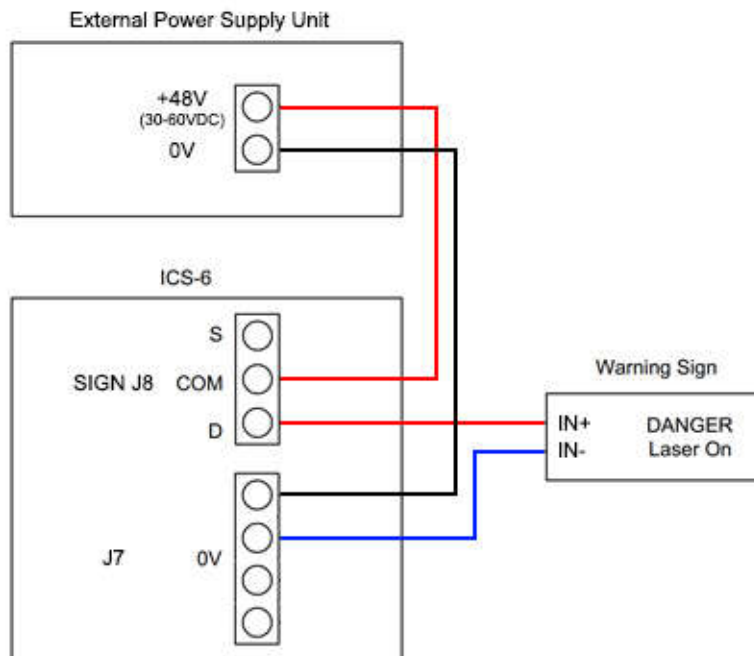 External Power Supply Unit
+48V
(30-60VDC)
0V
ICS-6
S
SIGN J8 COM
D
Warning Sign
IN+ DANGER
IN- Laser On
J7 0V